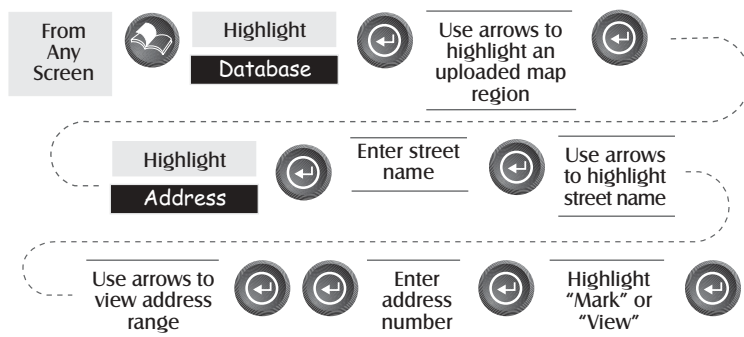 From
Any
Screen
Highlight
Database
Use arrows to
highlight an
uploaded map
region
Highlight
Address
Enter street
name
Use arrows
to highlight
street name
Use arrows to
view address
range
Enter
address
number
Highlight
“Mark” or
“View”